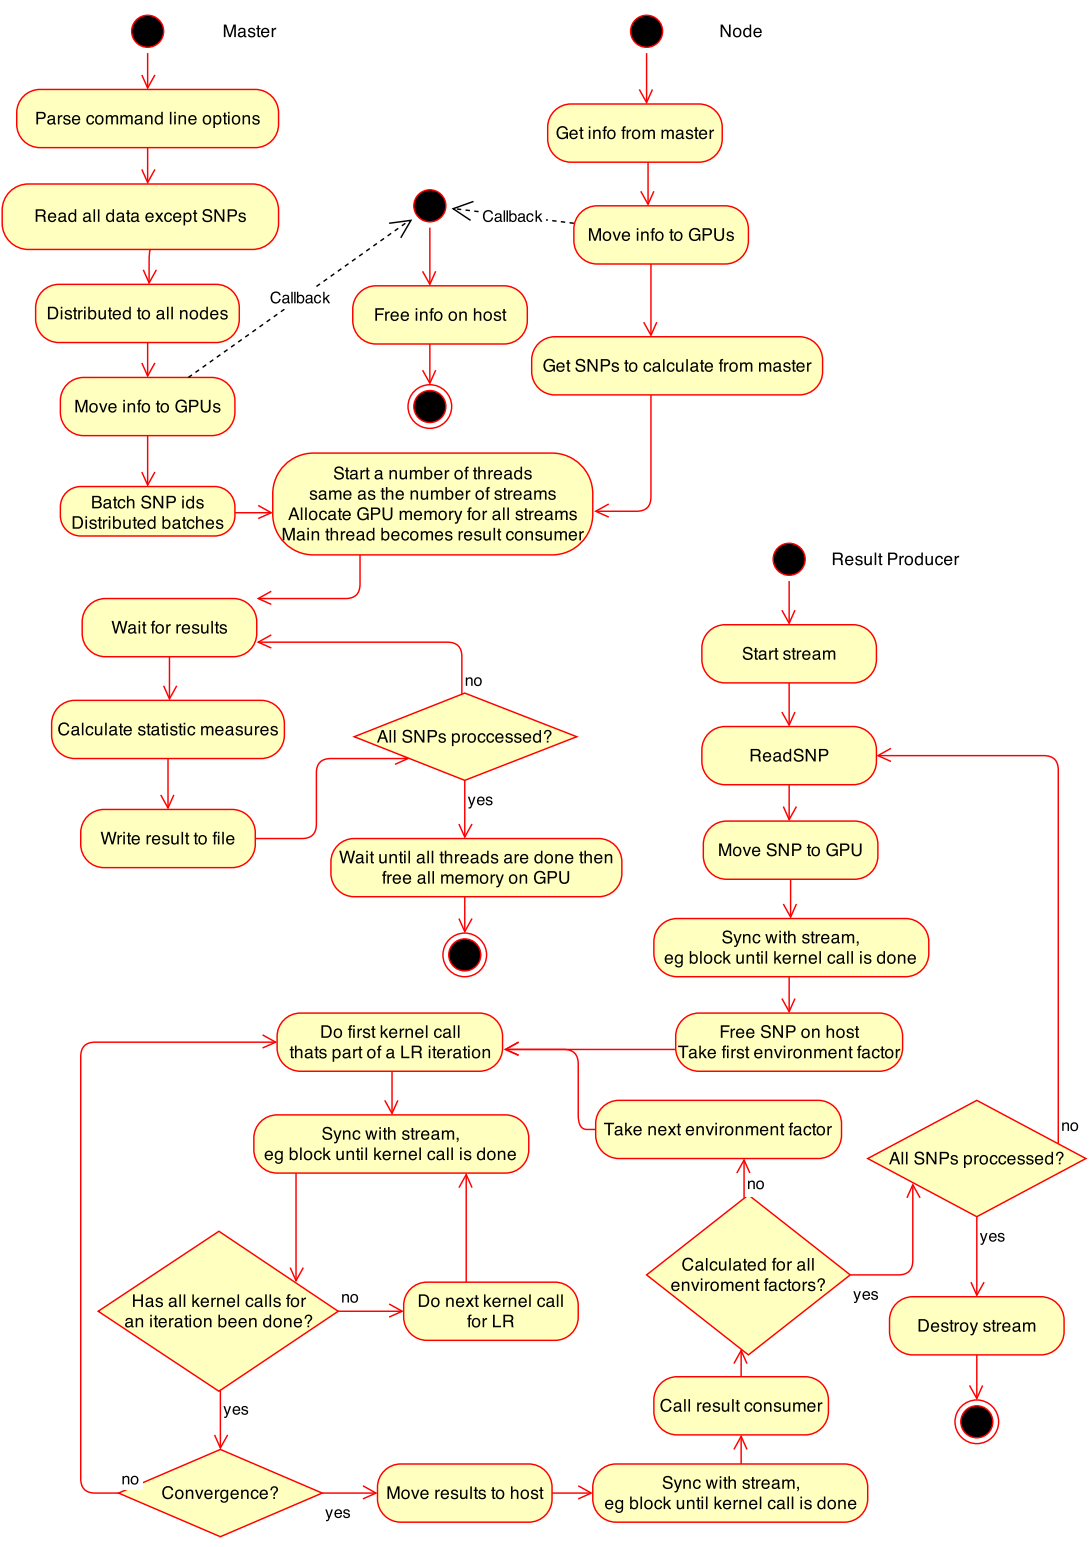 Master
Node
Parse command line options
Get info from master
Read all data except SNPs
Callback
Move info to GPUs
Callback
Distributed to all nodes
Free info on host
Get SNPs to calculate from master
Move info to GPUs
Start a number of threads
same as the number of streams
Allocate GPU memory for all streams
Main thread becomes result consumer
Batch SNP ids
Distributed batches
Result Producer
Wait for results
Start stream
no
Calculate statistic measures
All SNPs proccessed?
ReadSNP
yes
Write result to file
Wait until all threads are done then
free all memory on GPU
Move SNP to GPU
Sync with stream,
eg block until kernel call is done
Do first kernel call
thats part of a LR iteration
Free SNP on host
Take first environment factor
Sync with stream,
eg block until kernel call is done
Take next environment factor
no
All SNPs proccessed?
no
yes
Calculated for all
enviroment factors?
yes
Has all kernel calls for
an iteration been done?
no
Do next kernel call
for LR
Destroy stream
yes
Call result consumer
no
Convergence?
yes
Move results to host
Sync with stream,
eg block until kernel call is done